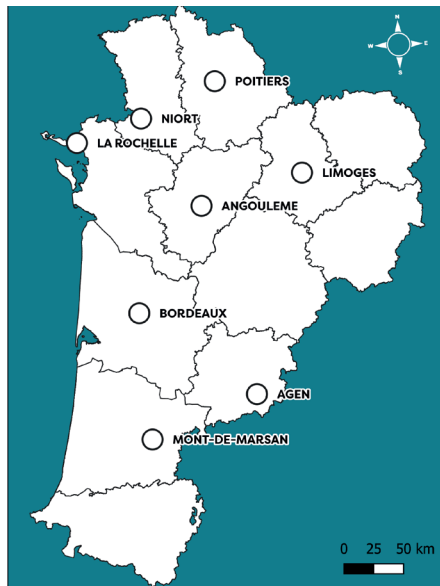 N
W E
S
POITIERS
NIORT
LA ROCHELLE
LIMOGES
ANGOULEME
BORDEAUX
AGEN
MONT-DE-MARSAN
0 25 50 km